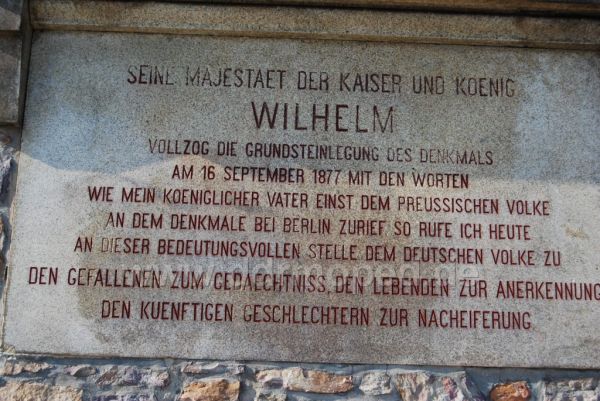 SEINE MAJESTAET DER KAISER UND KOENIG
WILHELM
VOLLZOG DIE GRUNDSTEINLEGUNG DES DENKMALS
AM 16 SEPTEMBER 1877 MIT DEN WORTEN
WIE MEIN KOENIGLICHER VATER EINST DEM PREUSSISCHEN VOLKE
AN DEM DENKMALE BEI BERLIN ZURIEF SO RUFE ICH HEUTE
AN DIESER BEDEUTUNGSVOLLEN STELLE DEM DEUTSCHEN VOLKE ZU
www.ddrmoped.de
DEN GEFALLENEN ZUM GEDAECHTNISS, DEN LEBENDEN ZUR ANERKENNUNG
DEN KUENFTIGEN GESCHLECHTERN ZUR NACHEIFERUNG